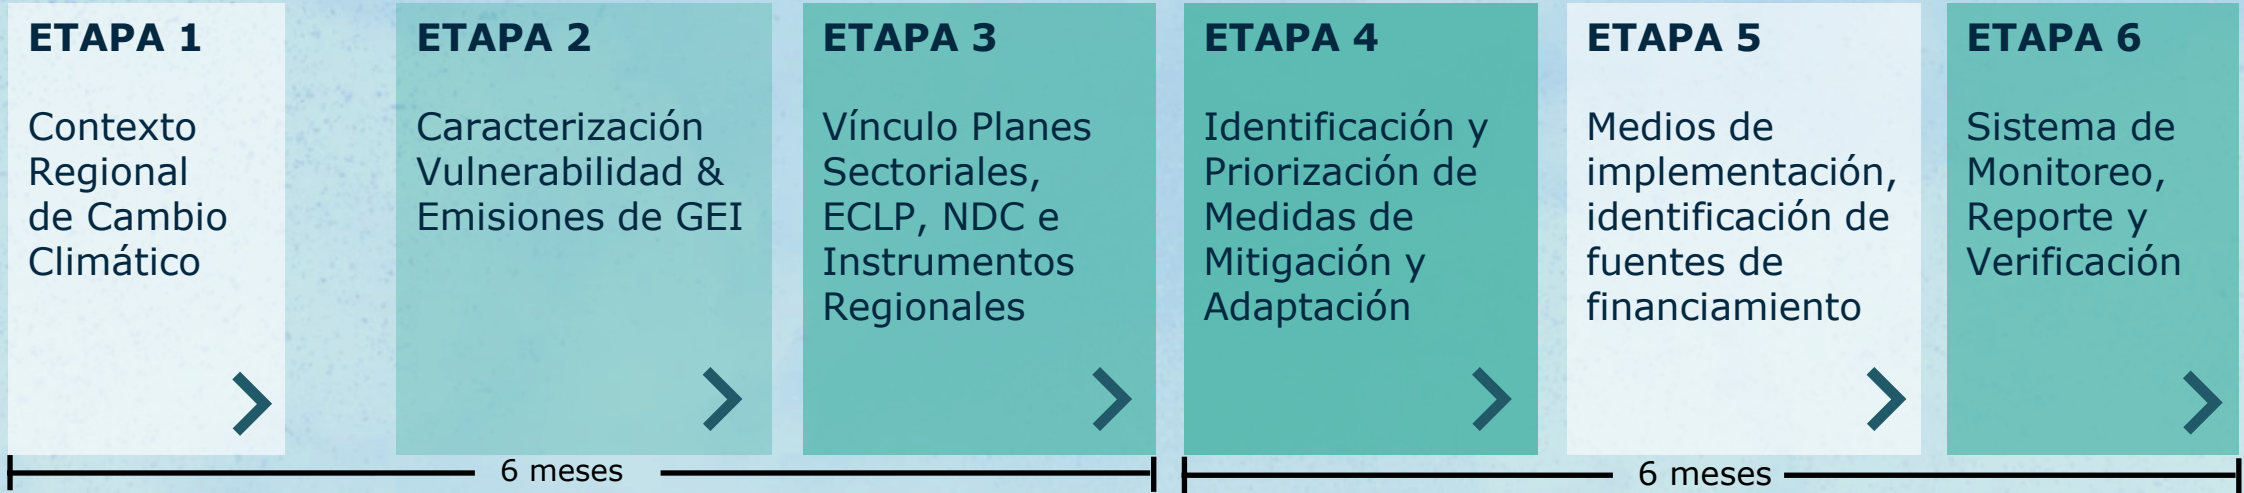 ETAPA 1
Contexto
Regional
de Cambio
Climático
ETAPA 2
Caracterización
Vulnerabilidad &
Emisiones de GEI
ETAPA 3
Vínculo Planes
Sectoriales,
ECLP, NDC e
Instrumentos
Regionales
ETAPA 4
Identificación y
Priorización de
Medidas de
Mitigación y
Adaptación
ETAPA 5
Medios de
implementación,
identificación de
fuentes de
financiamiento
ETAPA 6
Sistema de
Monitoreo,
Reporte y
Verificación
6 meses
6 meses